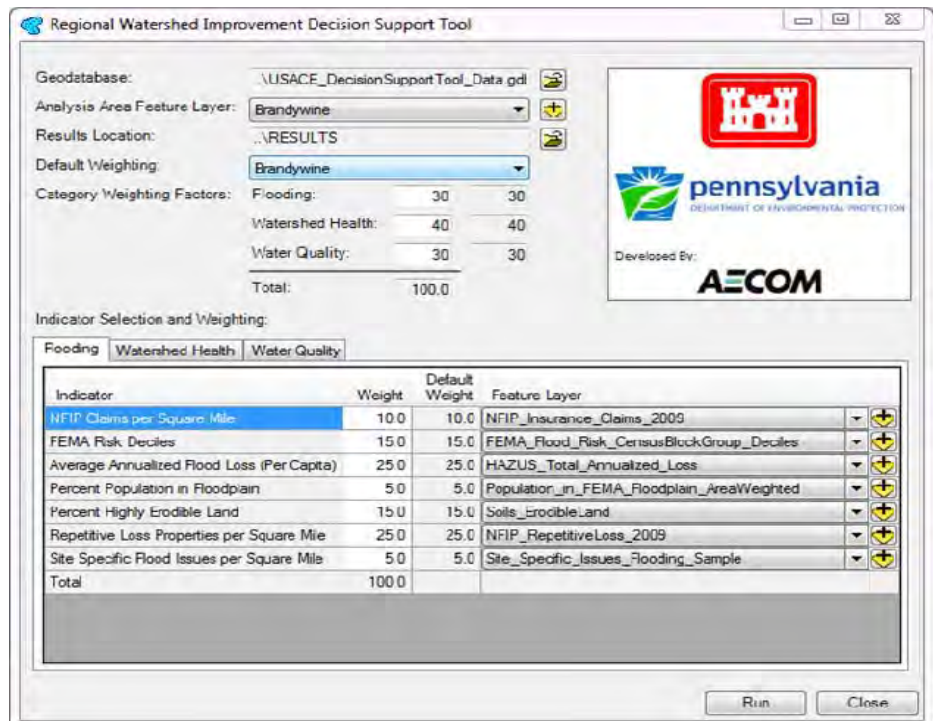 Regional Watershed Improvement Decision Support Tool
Geodatabase: .\USACE_DecisionSupportTool_Data.gdl
Analysis Area Feature Layer: Brandywine
Results Location: ..\RESULTS
Default Weighting: Brandywine
Category Weighting Factors: Flooding: 30 30
Watershed Health: 40 40
Water Quality: 30 30
Total: 100.0
pennsylvania
DEPARTMENT OF ENVIRONMENTAL PROTECTION
Developed By:
AECOM
Indicator Selection and Weighting:
Flooding Watershed Health Water Quality
Indicator Weight Default Weight Feature Layer
NFIP Claims per Square Mile 10.0 10.0 NFIP_Insurance_Claims_2009
FEMA Risk Deciles 15.0 15.0 FEMA_Flood_Risk_CensusBlockGroup_Deciles
Average Annualized Flood Loss (Per Capita) 25.0 25.0 HAZUS_Total_Annualized_Loss
Percent Population in Floodplain 5.0 5.0 Population_in_FEMA_Floodplain_AreaWeighted
Percent Highly Erodible Land 15.0 15.0 Soils_ErodibleLand
Repetitive Loss Properties per Square Mile 25.0 25.0 NFIP_RepetitiveLoss_2009
Site Specific Flood Issues per Square Mile 5.0 5.0 Site_Specific_Issues_Flooding_Sample
Total 100.0
Run Close